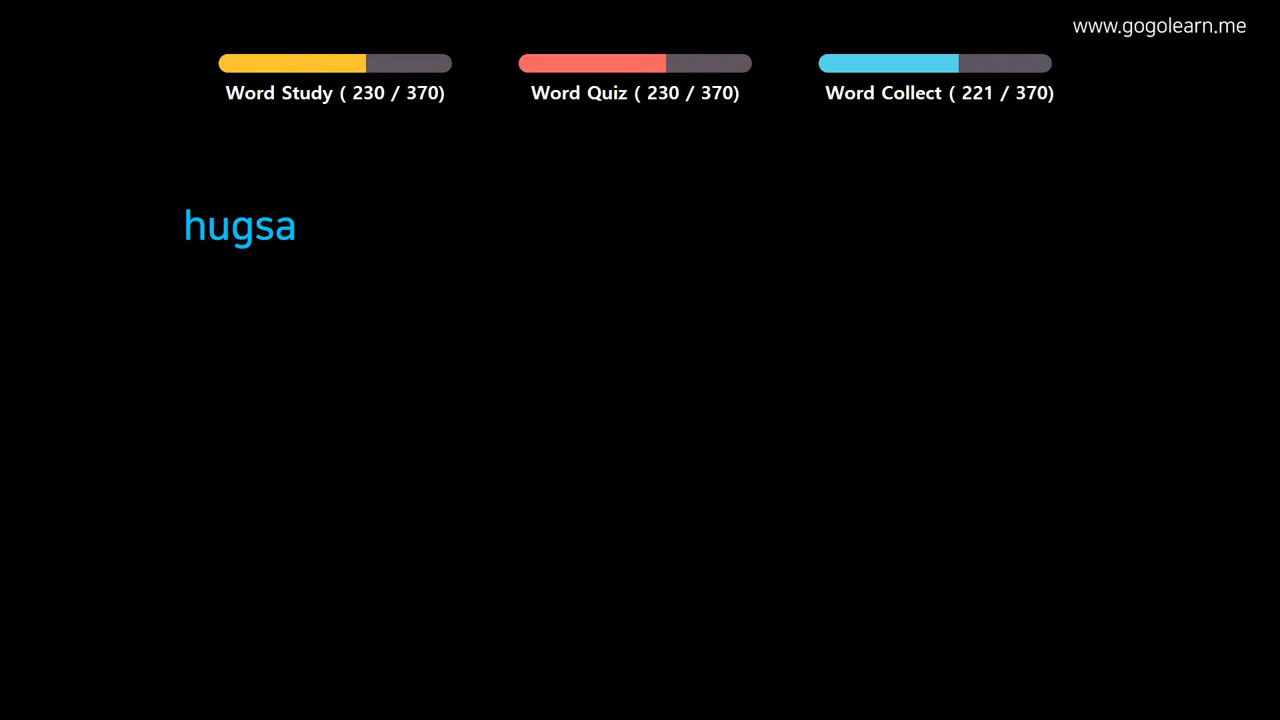 www.gogolearn.me
Word Study ( 230 / 370)
Word Quiz ( 230 / 370)
Word Collect ( 221 / 370)
hugsa